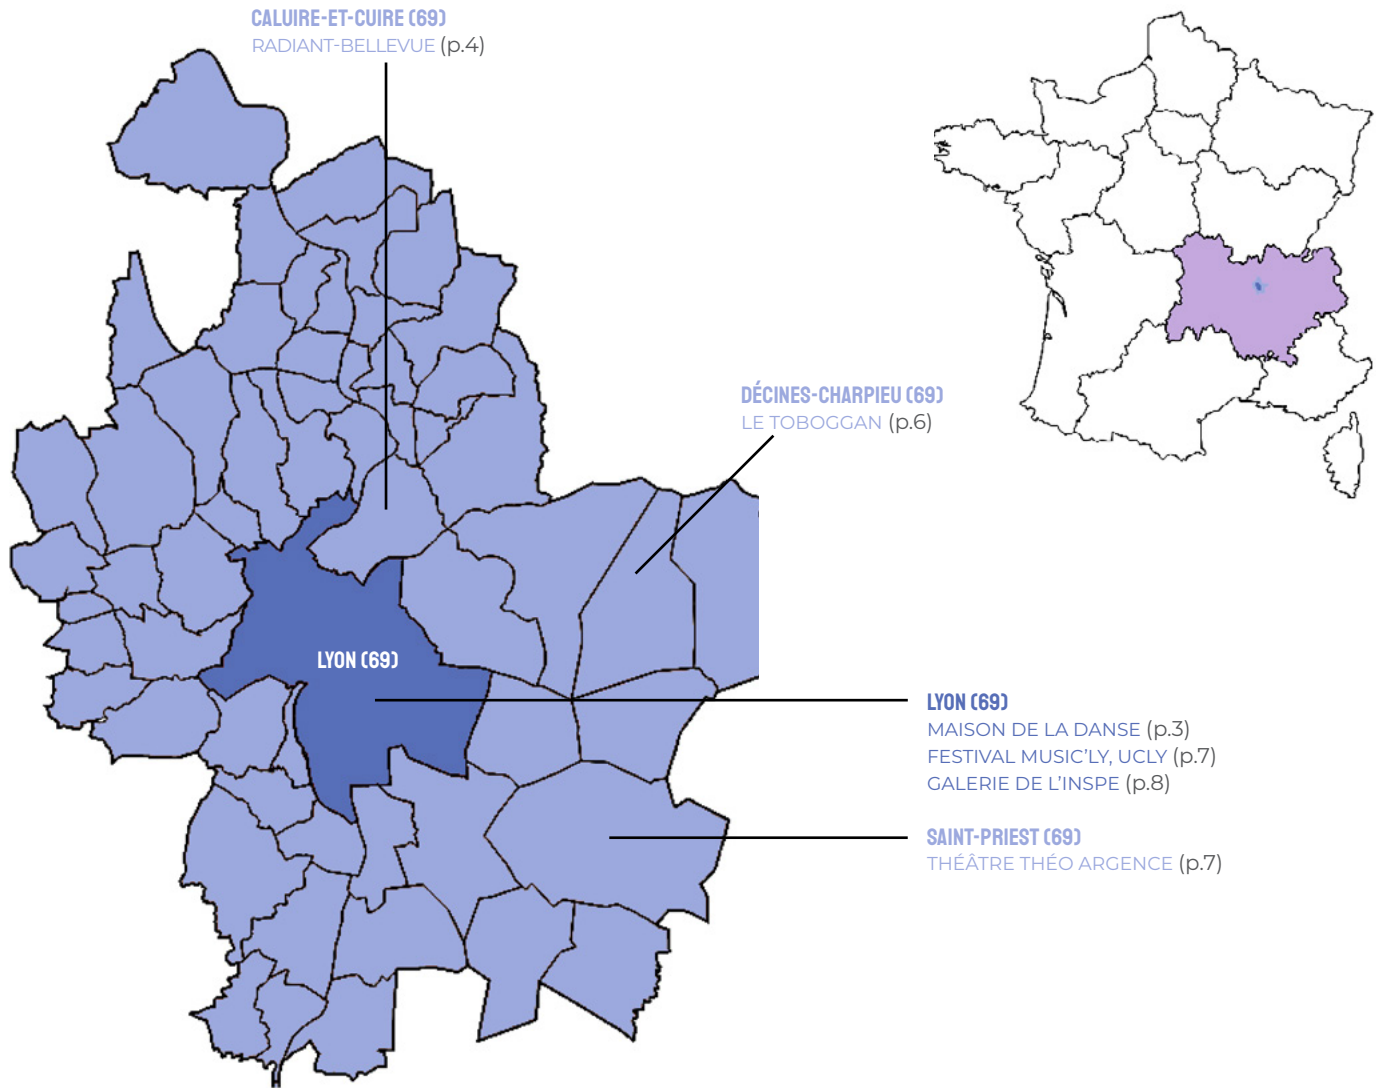 CALUIRE-ET-CUIRE (69)
RADIANT-BELLEVUE (p.4)
DÉCINES-CHARPIEU (69)
LE TOBOGGAN (p.6)
LYON (69)
LYON (69)
MAISON DE LA DANSE (p.3)
FESTIVAL MUSIC'LY, UCLY (p.7)
GALERIE DE L'INSPE (p.8)
SAINT-PRIEST (69)
THÉÂTRE THÉO ARGENCE (p.7)